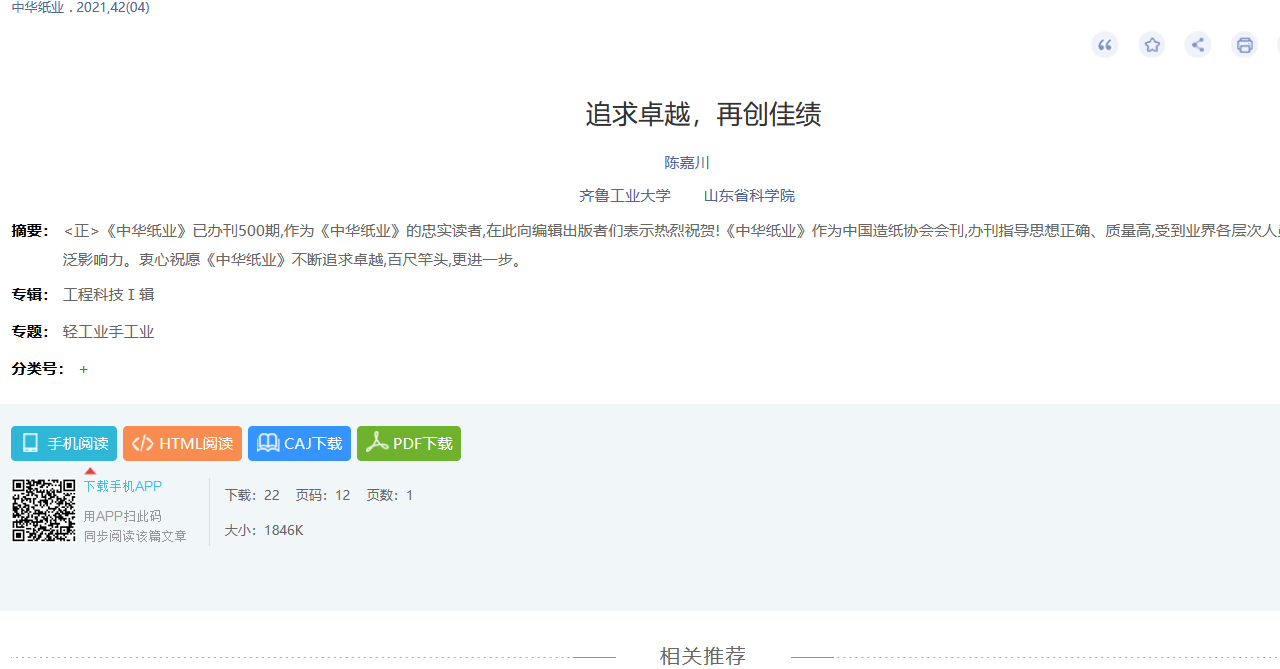 中华纸业 . 2021,42(04)
追求卓越，再创佳绩
陈嘉川
齐鲁工业大学 山东省科学院
摘要： <正>《中华纸业》已办刊500期,作为《中华纸业》的忠实读者,在此向编辑出版者们表示热烈祝贺!《中华纸业》作为中国造纸协会会刊,办刊指导思想正确、质量高,受到业界各层次人
泛影响力。衷心祝愿《中华纸业》不断追求卓越,百尺竿头,更进一步。
专辑： 工程科技Ⅰ辑
专题： 轻工业手工业
分类号： +
手机阅读 HTML阅读 CAJ下载 PDF下载
下载手机APP
用APP扫此码
同步阅读该篇文章
下载：22 页码：12 页数：1
大小：1846K
相关推荐